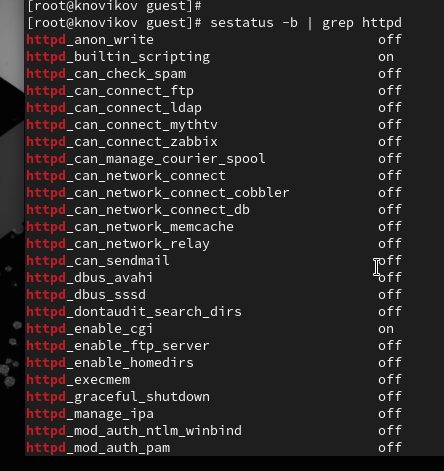 [root@knovikov guest]#
[root@knovikov guest]# sestatus -b | grep httpd
httpd_anon_write off
httpd_builtin_scripting on
httpd_can_check_spam off
httpd_can_connect_ftp off
httpd_can_connect_ldap off
httpd_can_connect_mythtv off
httpd_can_connect_zabbix off
httpd_can_manage_courier_spool off
httpd_can_network_connect off
httpd_can_network_connect_cobbler off
httpd_can_network_connect_db off
httpd_can_network_memcache off
httpd_can_network_relay off
httpd_can_sendmail off
httpd_dbus_avahi off
httpd_dbus_sssd off
httpd_dontaudit_search_dirs off
httpd_enable_cgi on
httpd_enable_ftp_server off
httpd_enable_homedirs off
httpd_execmem off
httpd_graceful_shutdown off
httpd_manage_ipa off
httpd_mod_auth_ntlm_winbind off
httpd_mod_auth_pam off